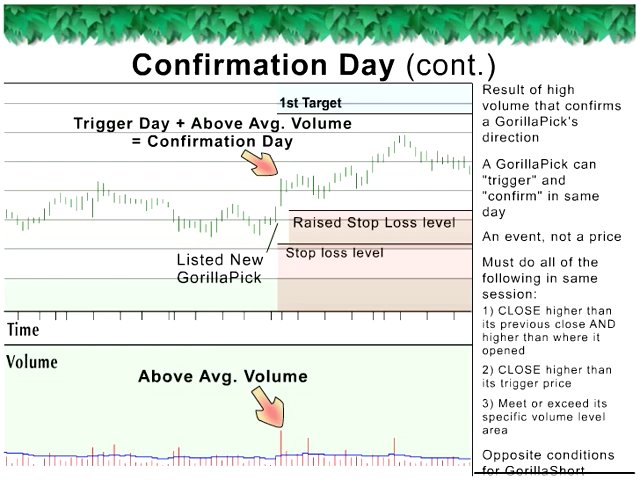 Confirmation Day (cont.)
1st Target
Trigger Day + Above Avg. Volume
= Confirmation Day
Raised Stop Loss level
Stop loss level
Listed New
GorillaPick
Time
Volume
Above Avg. Volume
Result of high
volume that confirms
a GorillaPick's
direction
A GorillaPick can
"trigger" and
"confirm" in same
day
An event, not a price
Must do all of the
following in same
session:
1) CLOSE higher than
its previous close AND
higher than where it
opened
2) CLOSE higher than
its trigger price
3) Meet or exceed its
specific volume level
area
Opposite conditions
for GorillaShort